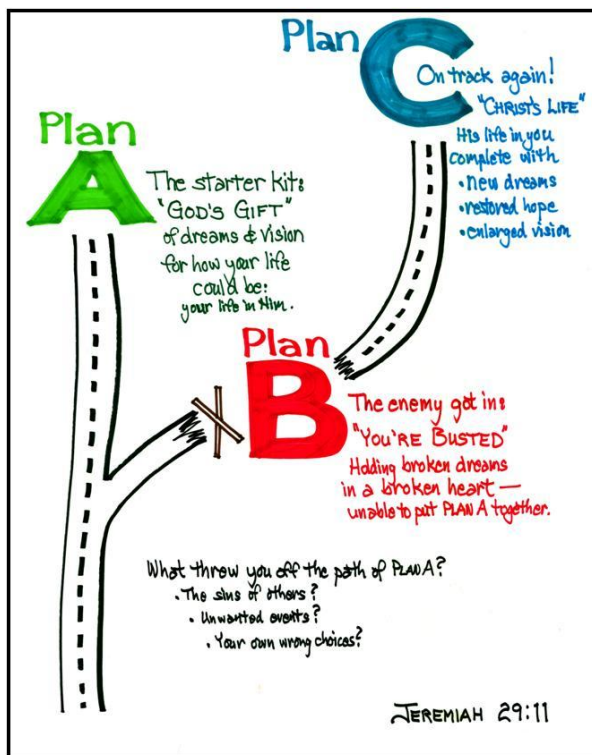 Plan
A
The starter kit:
"GOD'S GIFT"
of dreams & vision
for how your life
could be:
your life in Him.
Plan
B
The enemy got in:
"YOU'RE BUSTED"
Holding broken dreams
in a broken heart —
unable to put PLAN A together.
Plan
C
On track again!
"CHRIST'S LIFE"
His life in you
complete with
• new dreams
• restored hope
• enlarged vision
What threw you off the path of PLAN A?
• The sins of others?
• Unwanted events?
• Your own wrong choices?
JEREMIAH 29:11